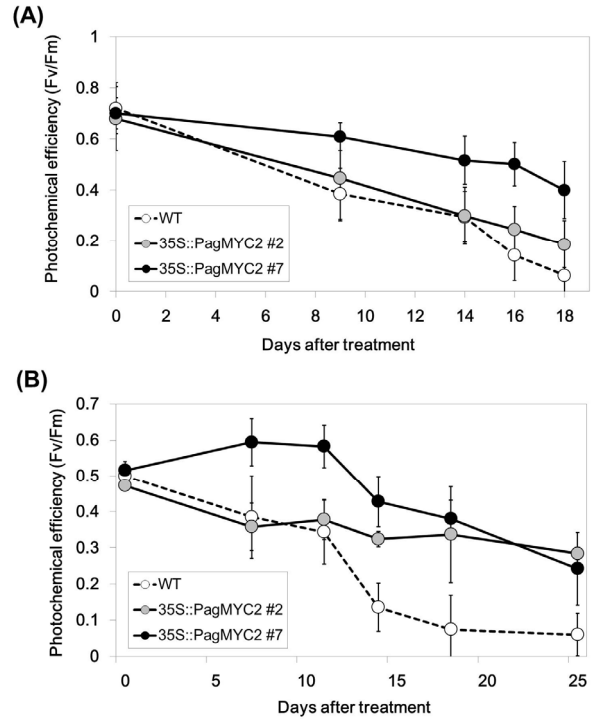 (A)
Photochemical efficiency (Fv/Fm)
1
0.8
0.6
0.4
0.2
0
WT
35S::PagMYC2 #2
35S::PagMYC2 #7
0 2 4 6 8 10 12 14 16 18
Days after treatment
(B)
Photochemical efficiency (Fv/Fm)
0.7
0.6
0.5
0.4
0.3
0.2
0.1
0
WT
35S::PagMYC2 #2
35S::PagMYC2 #7
0 5 10 15 20 25
Days after treatment